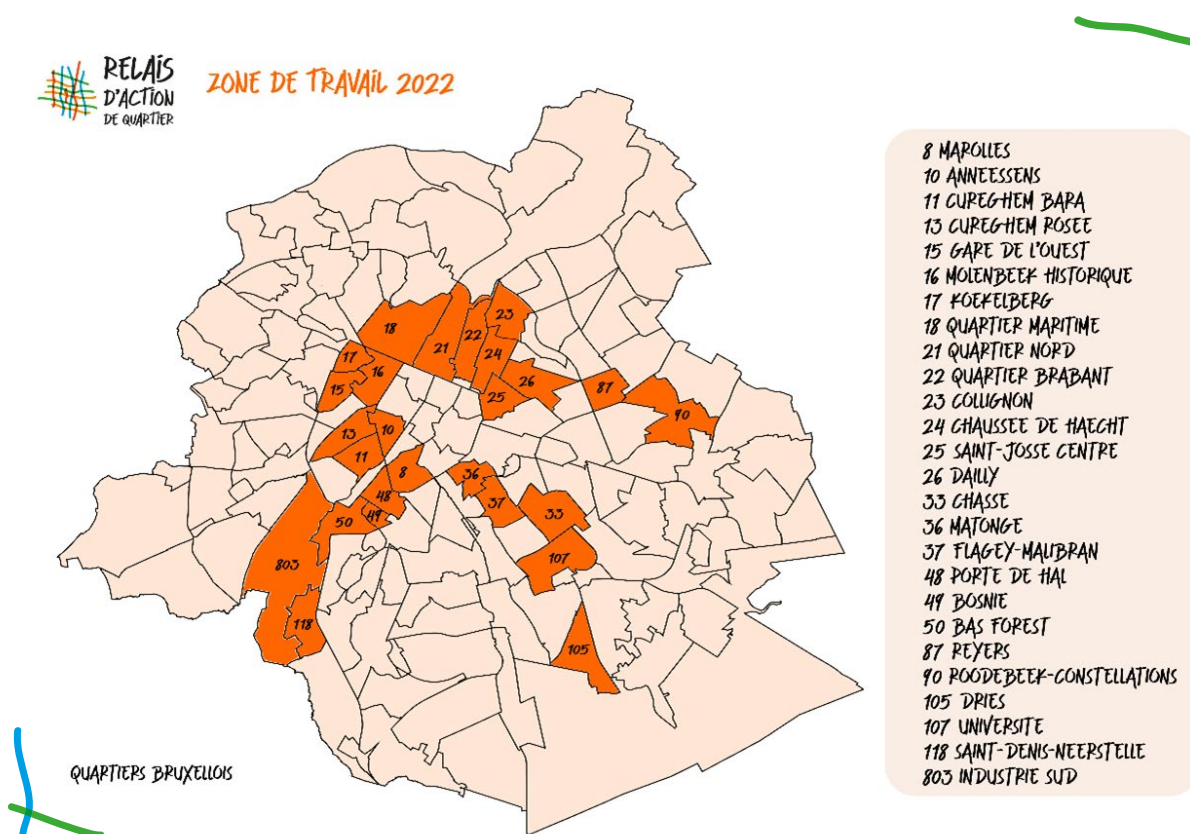 RELAIS
D'ACTION
DE QUARTIER
ZONE DE TRAVAIL 2022
23
18
22
21
24
17
16
26
87
15
25
90
10
13
11
8
36
48
37
49
50
33
107
803
118
105
QUARTIERS BRUXELLOIS
8 MAROLLES
10 ANNEESSENS
11 CUREGHEM BARA
13 CUREGHEM ROSEE
15 GARE DE L'OUEST
16 MOLENBEEK HISTORIQUE
17 KOEKELBERG
18 QUARTIER MARITIME
21 QUARTIER NORD
22 QUARTIER BRABANT
23 COLLIGNON
24 CHAUSSEE DE HAECHT
25 SAINT-JOSSE CENTRE
26 DAILLY
33 CHASSE
36 MATONGE
37 FLAGEY-MALIBRAN
48 PORTE DE HAL
49 BOSNIE
50 BAS FOREST
87 REYERS
90 ROODEBEEK-CONSTELLATIONS
105 DRIES
107 UNIVERSITE
118 SAINT-DENIS-NEERSTELLE
803 INDUSTRIE SUD